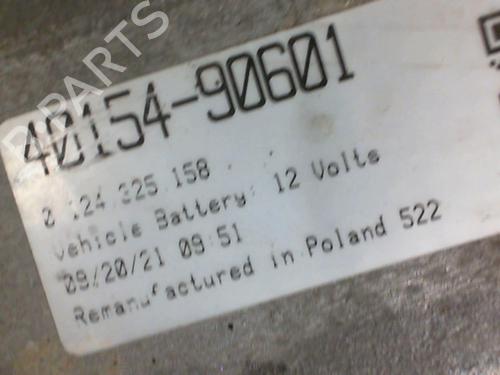 40154-90601
0 124 325 158
Vehicle Battery: 12 Volts
09/20/21 09:51
Remanufactured in Poland 522
B PARTS